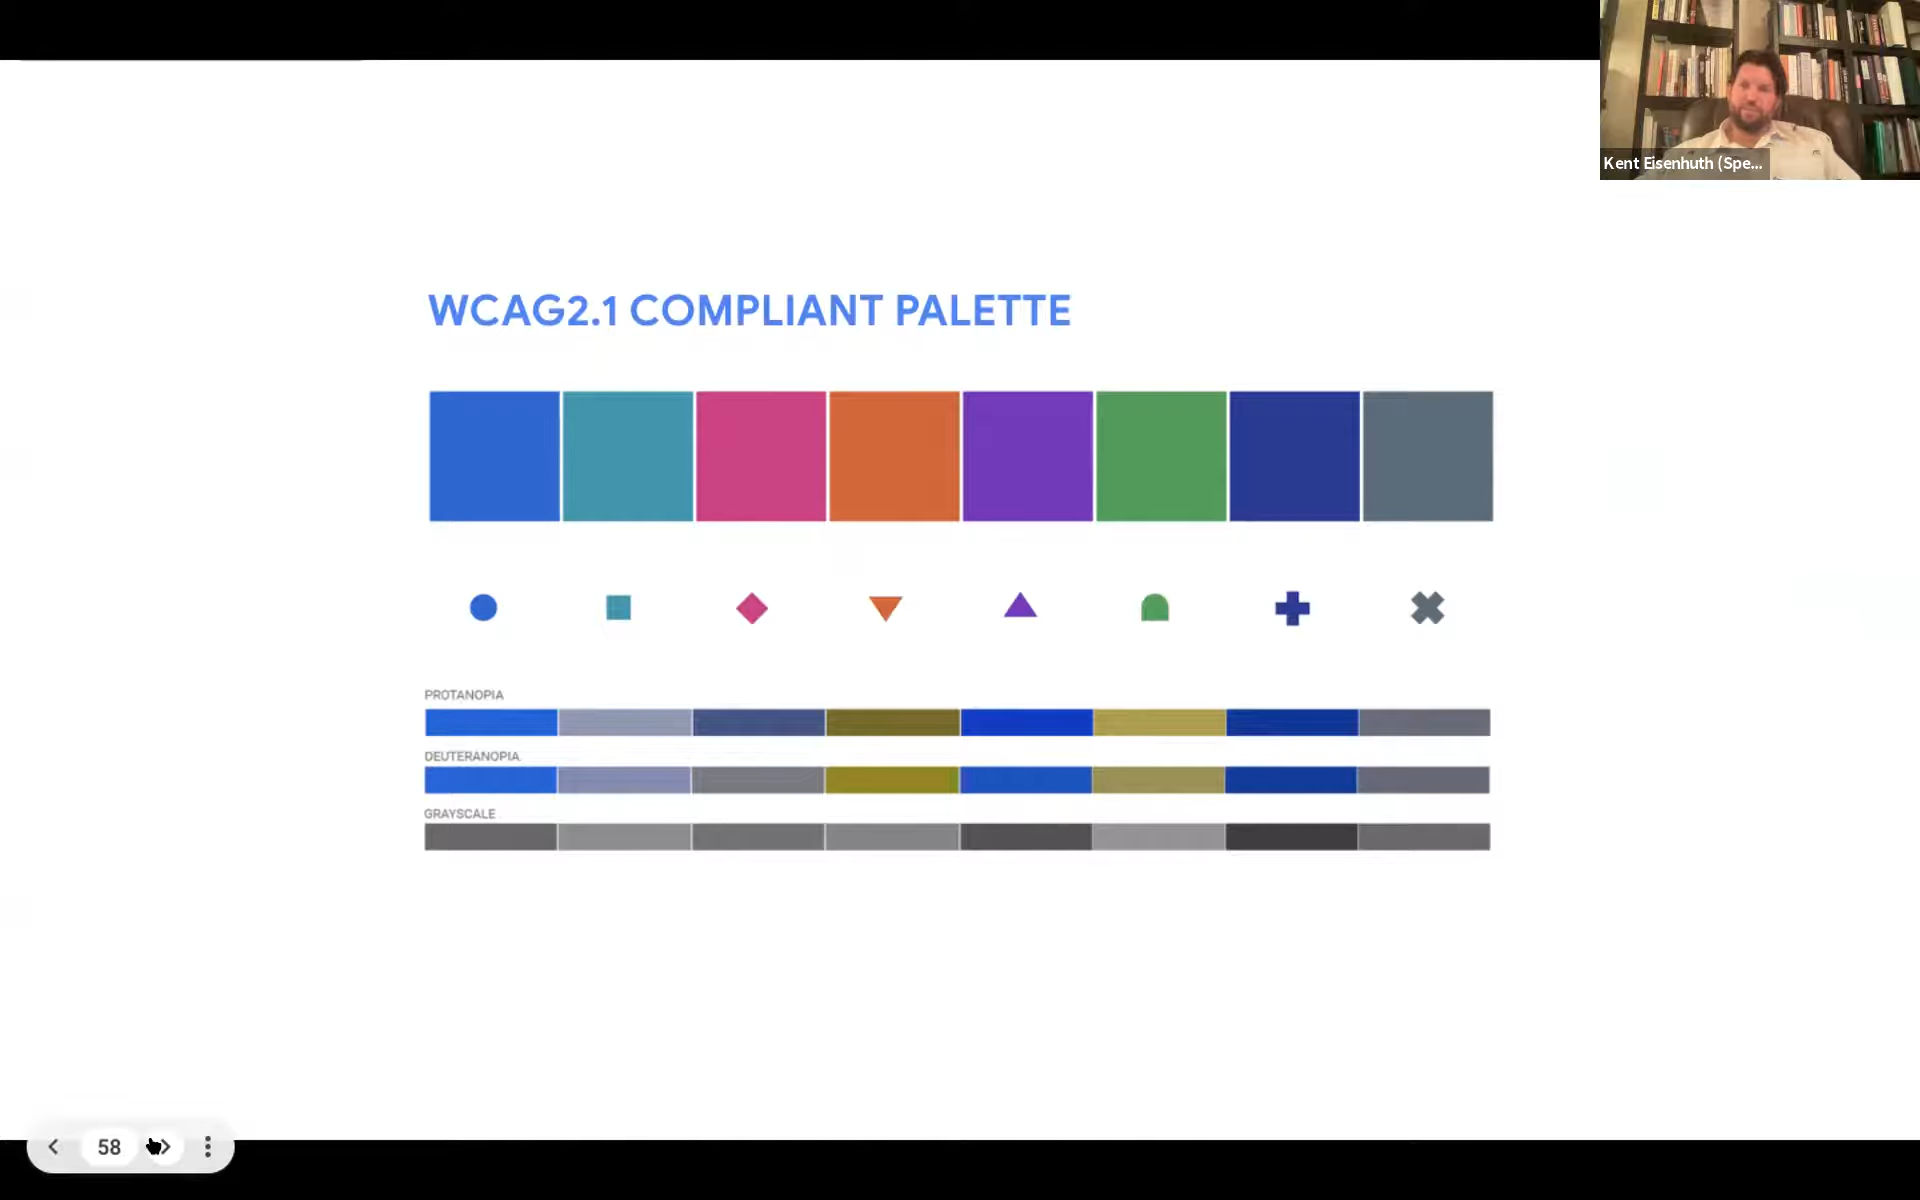 Kent Eisenhuth (Spe...
WCAG2.1 COMPLIANT PALETTE
PROTANOPIA
DEUTERANOPIA
GRAYSCALE
58